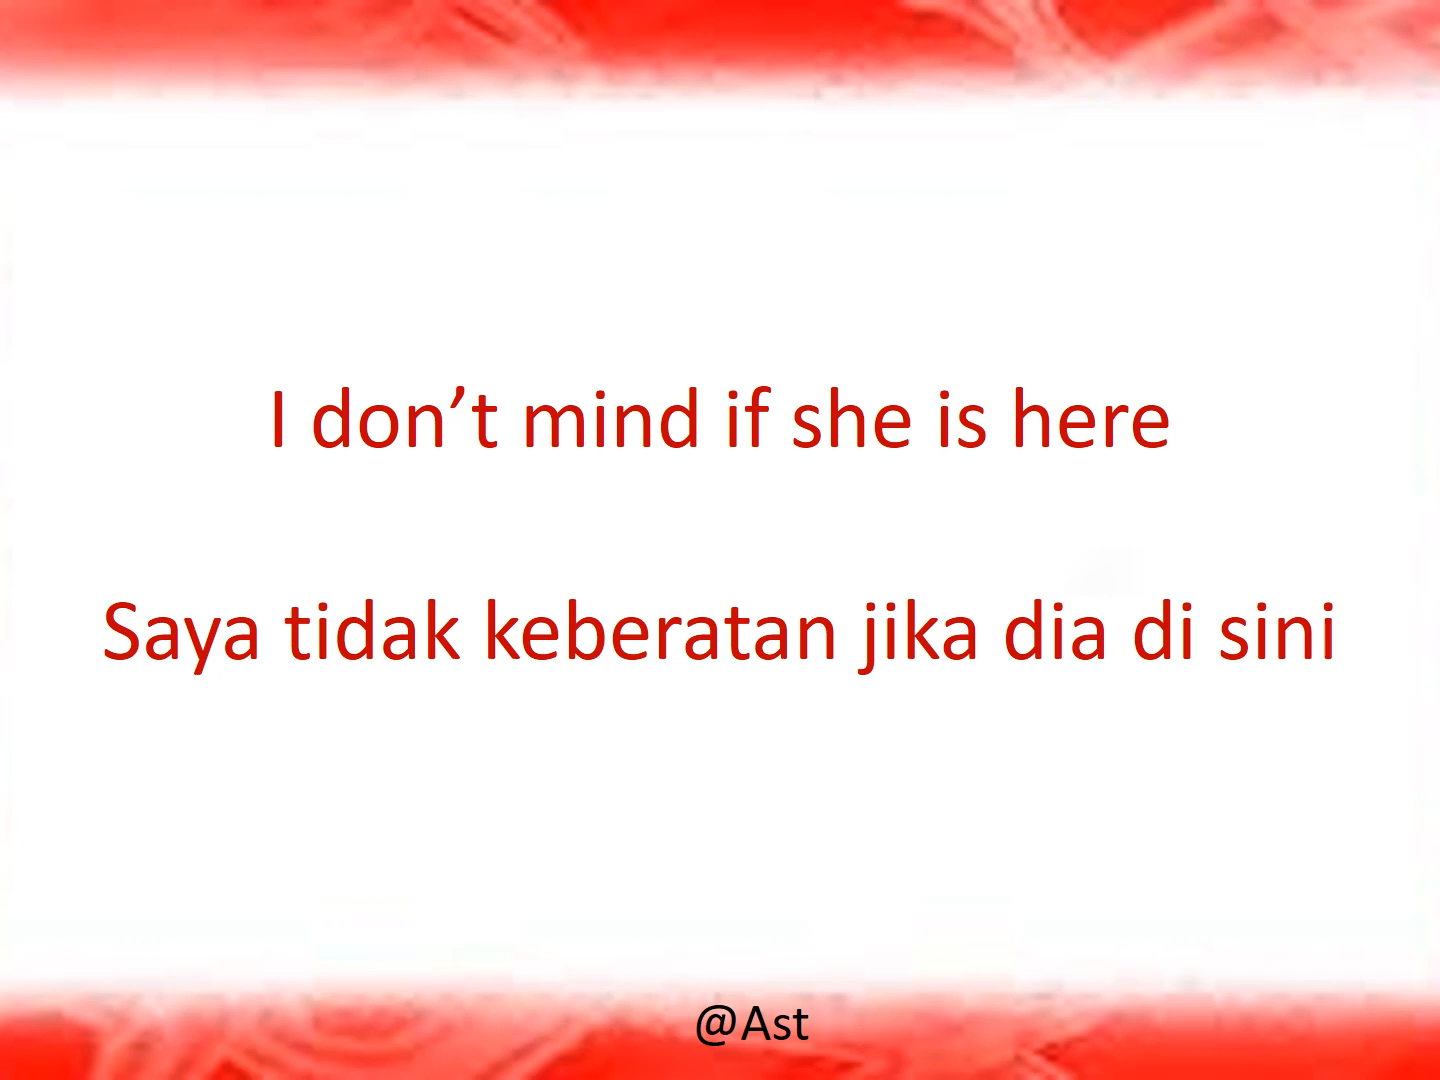 I don’t mind if she is here
Saya tidak keberatan jika dia di sini
@Ast